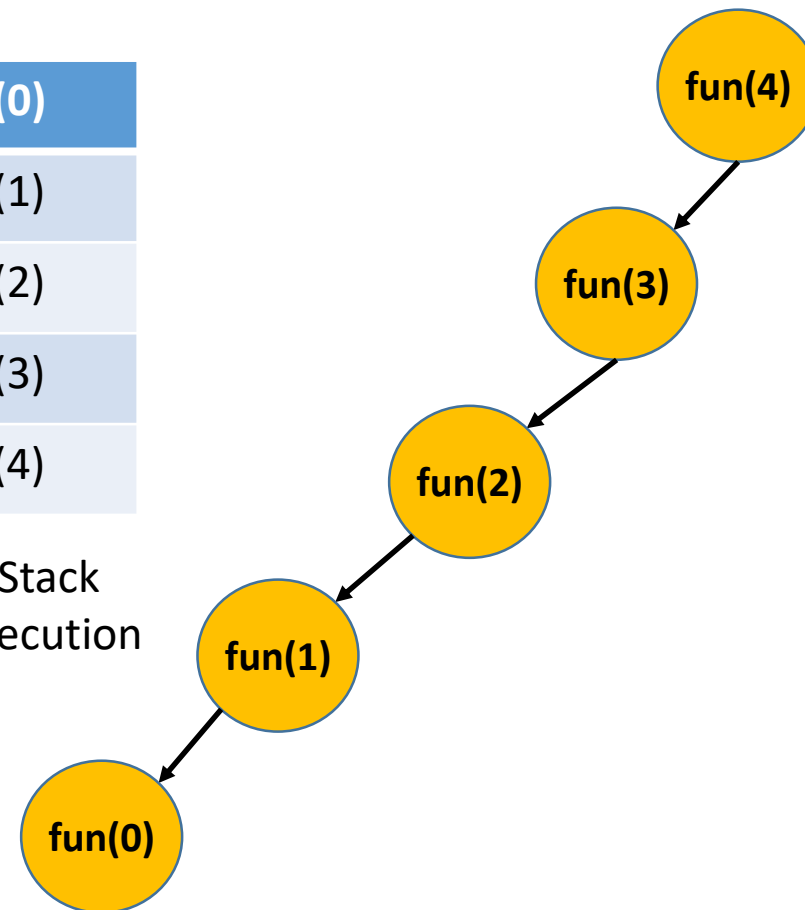 (0)
(1)
(2)
(3)
(4)
Stack
ecution
fun(4)
fun(3)
fun(2)
fun(1)
fun(0)